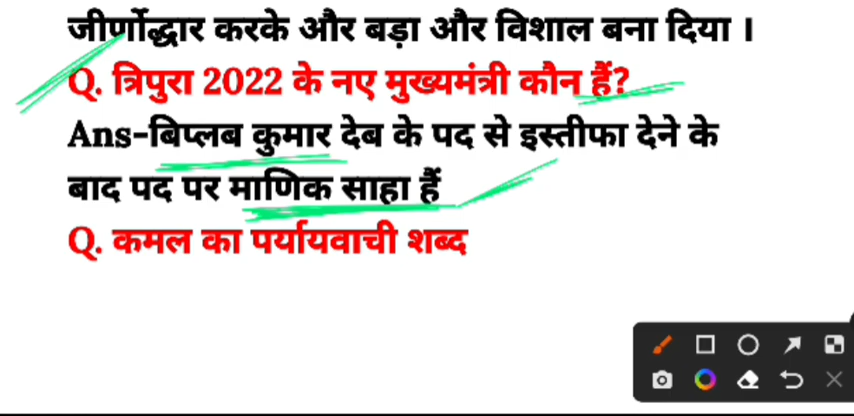 जीर्णोद्धार करके और बड़ा और विशाल बना दिया ।
Q. त्रिपुरा 2022 के नए मुख्यमंत्री कौन हैं?
Ans-बिप्लब कुमार देब के पद से इस्तीफा देने के
बाद पद पर माणिक साहा हैं
Q. कमल का पर्यायवाची शब्द